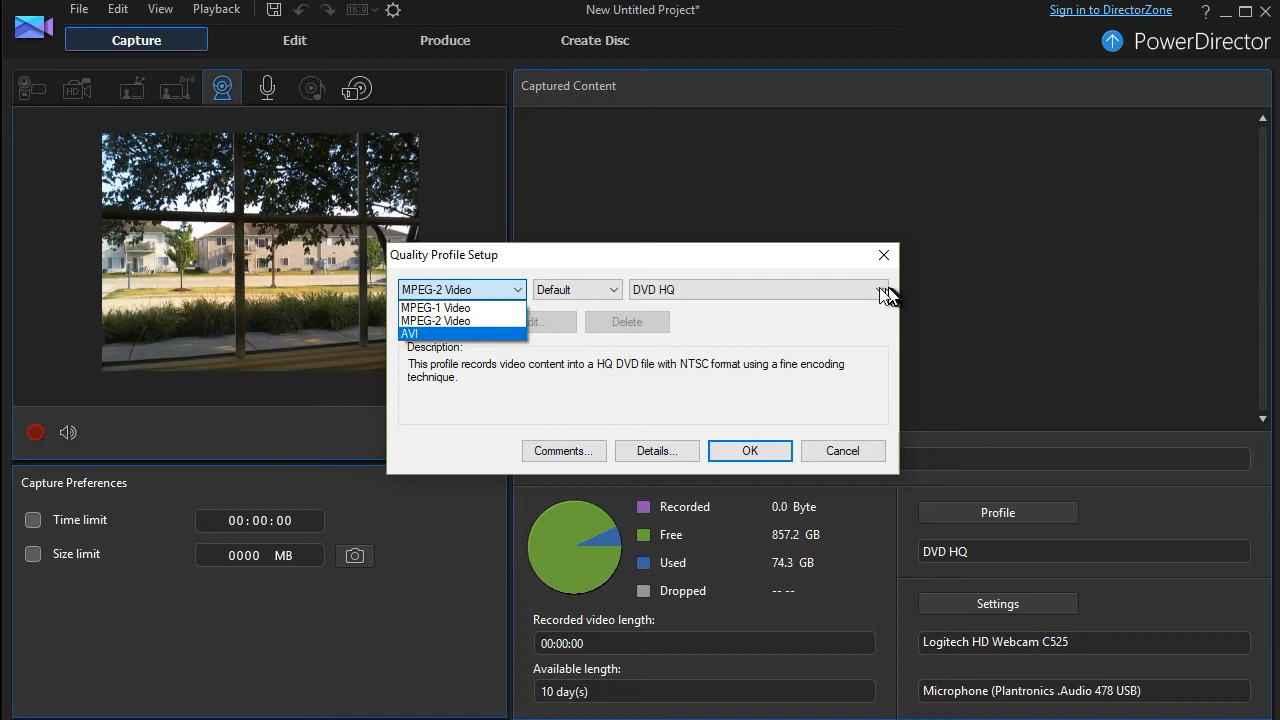 File Edit View Playback 16:9 New Untitled Project* Sign in to DirectorZone ?
Capture Edit Produce Create Disc PowerDirector
HD
Captured Content
Quality Profile Setup
MPEG-2 Video Default DVD HQ
MPEG-1 Video
MPEG-2 Video
AVI
Delete
Description:
This profile records video content into a HQ DVD file with NTSC format using a fine encoding
technique.
Comments... Details... OK Cancel
Capture Preferences
Time limit 00:00:00
Size limit 0000 MB
Recorded 0.0 Byte
Free 857.2 GB
Used 74.3 GB
Dropped -- --
Recorded video length:
00:00:00
Available length:
10 day(s)
Profile
DVD HQ
Settings
Logitech HD Webcam C525
Microphone (Plantronics .Audio 478 USB)